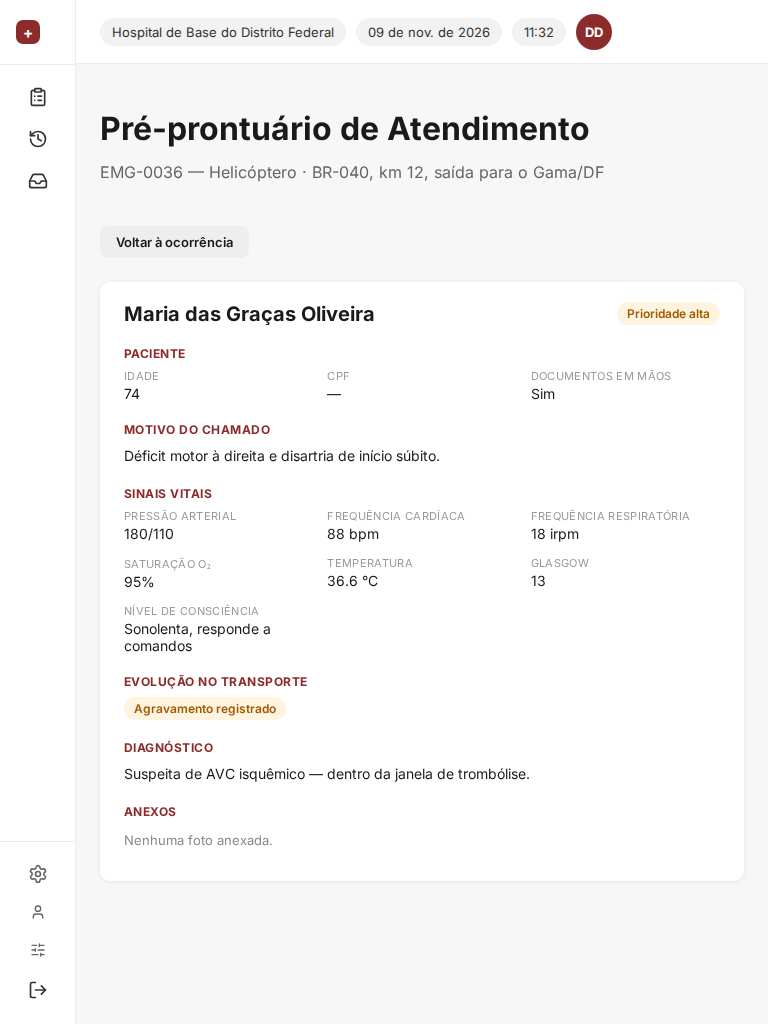 Hospital de Base do Distrito Federal
09 de nov. de 2026
11:32
DD
Pré-prontuário de Atendimento
EMG-0036 — Helicóptero · BR-040, km 12, saída para o Gama/DF
Voltar à ocorrência
Maria das Graças Oliveira
Prioridade alta
PACIENTE
IDADE
74
CPF
—
DOCUMENTOS EM MÃOS
Sim
MOTIVO DO CHAMADO
Déficit motor à direita e disartria de início súbito.
SINAIS VITAIS
PRESSÃO ARTERIAL
180/110
FREQUÊNCIA CARDÍACA
88 bpm
FREQUÊNCIA RESPIRATÓRIA
18 irpm
SATURAÇÃO O₂
95%
TEMPERATURA
36.6 °C
GLASGOW
13
NÍVEL DE CONSCIÊNCIA
Sonolenta, responde a
comandos
EVOLUÇÃO NO TRANSPORTE
Agravamento registrado
DIAGNÓSTICO
Suspeita de AVC isquêmico — dentro da janela de trombólise.
ANEXOS
Nenhuma foto anexada.